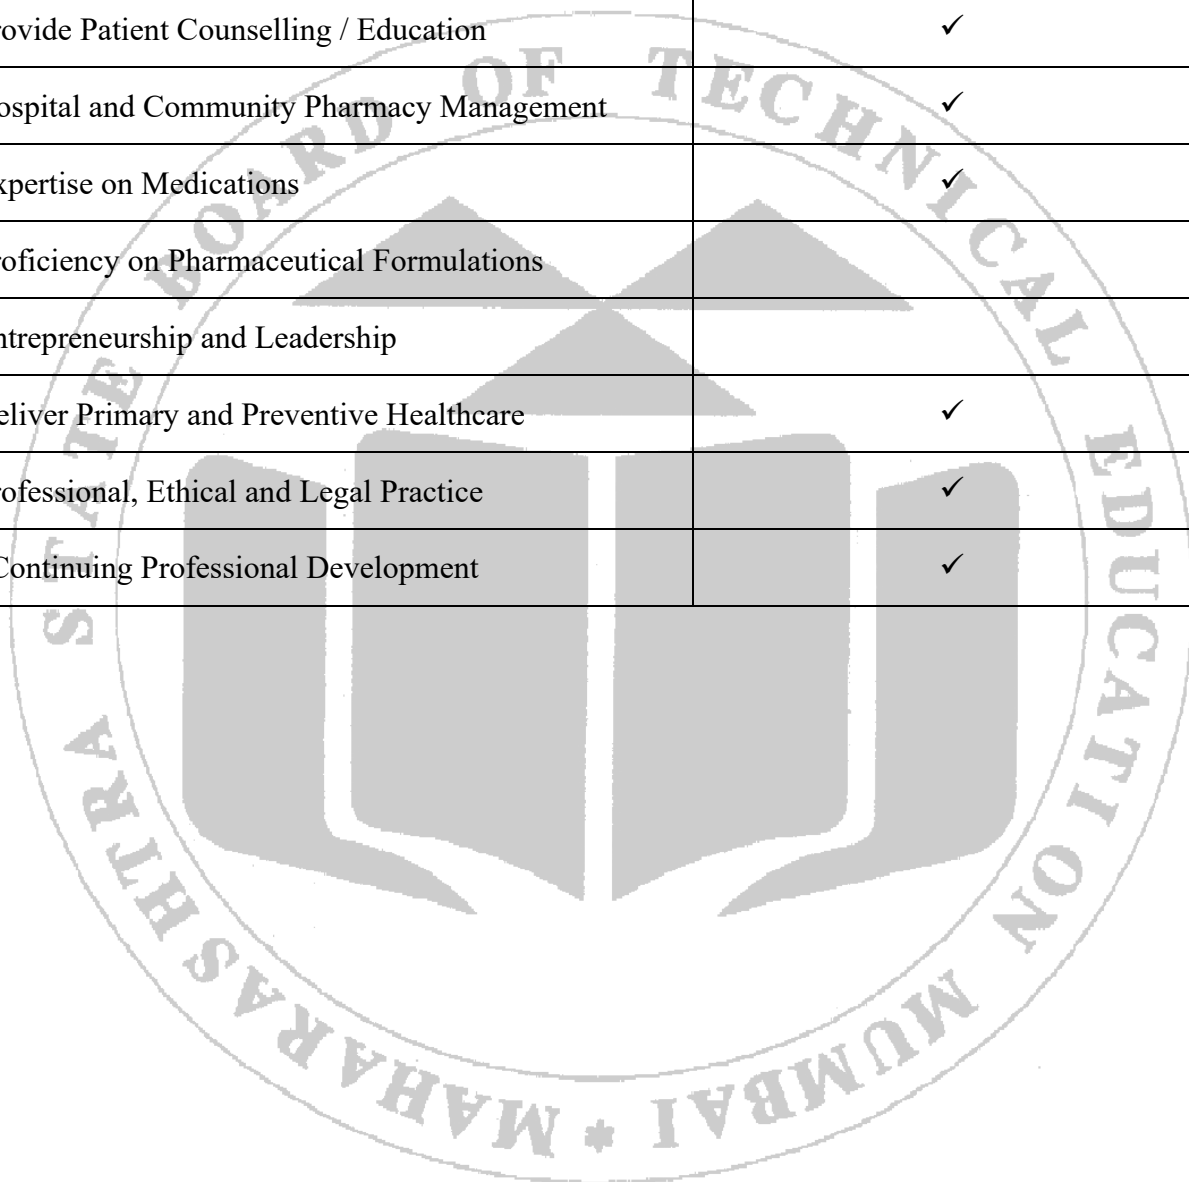 rovide Patient Counselling / Education ✓
ospital and Community Pharmacy Management ✓
xpertise on Medications ✓
roficiency on Pharmaceutical Formulations
ntrepreneurship and Leadership
eliver Primary and Preventive Healthcare ✓
rofessional, Ethical and Legal Practice ✓
Continuing Professional Development ✓
MAHARASHTRA STATE BOARD OF TECHNICAL EDUCATION MUMBAI *